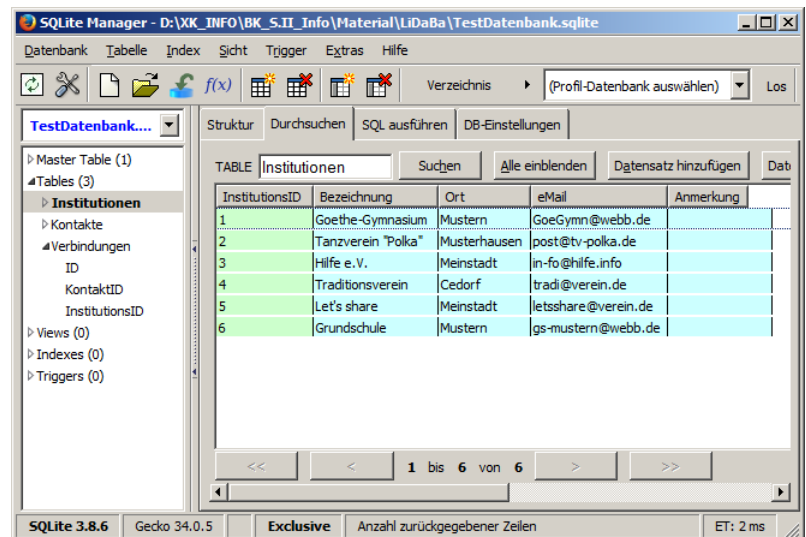 SQLite Manager - D:\XK_INFO\BK_S.II_Info\Material\LiDaBa\TestDatenbank.sqlite
Datenbank Tabelle Index Sicht Trigger Extras Hilfe
f(x) Verzeichnis (Profil-Datenbank auswählen) Los
TestDatenbank....
Struktur Durchsuchen SQL ausführen DB-Einstellungen
Master Table (1)
Tables (3)
Institutionen
Kontakte
Verbindungen
ID
KontaktID
InstitutionsID
Views (0)
Indexes (0)
Triggers (0)
TABLE Institutionen Suchen Alle einblenden Datensatz hinzufügen Date
InstitutionsID Bezeichnung Ort eMail Anmerkung
1 Goethe-Gymnasium Mustern GoeGymn@webb.de
2 Tanzverein "Polka" Musterhausen post@tv-polka.de
3 Hilfe e.V. Meinstadt in-fo@hilfe.info
4 Traditionsverein Cedorf tradi@verein.de
5 Let's share Meinstadt letsshare@verein.de
6 Grundschule Mustern gs-mustern@webb.de
<< < 1 bis 6 von 6 > >>
SQLite 3.8.6 Gecko 34.0.5 Exclusive Anzahl zurückgegebener Zeilen ET: 2 ms